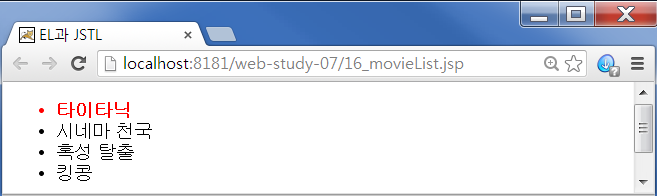 EL과 JSTL
localhost:8181/web-study-07/16_movieList.jsp
타이타닉
시네마 천국
혹성 탈출
킹콩